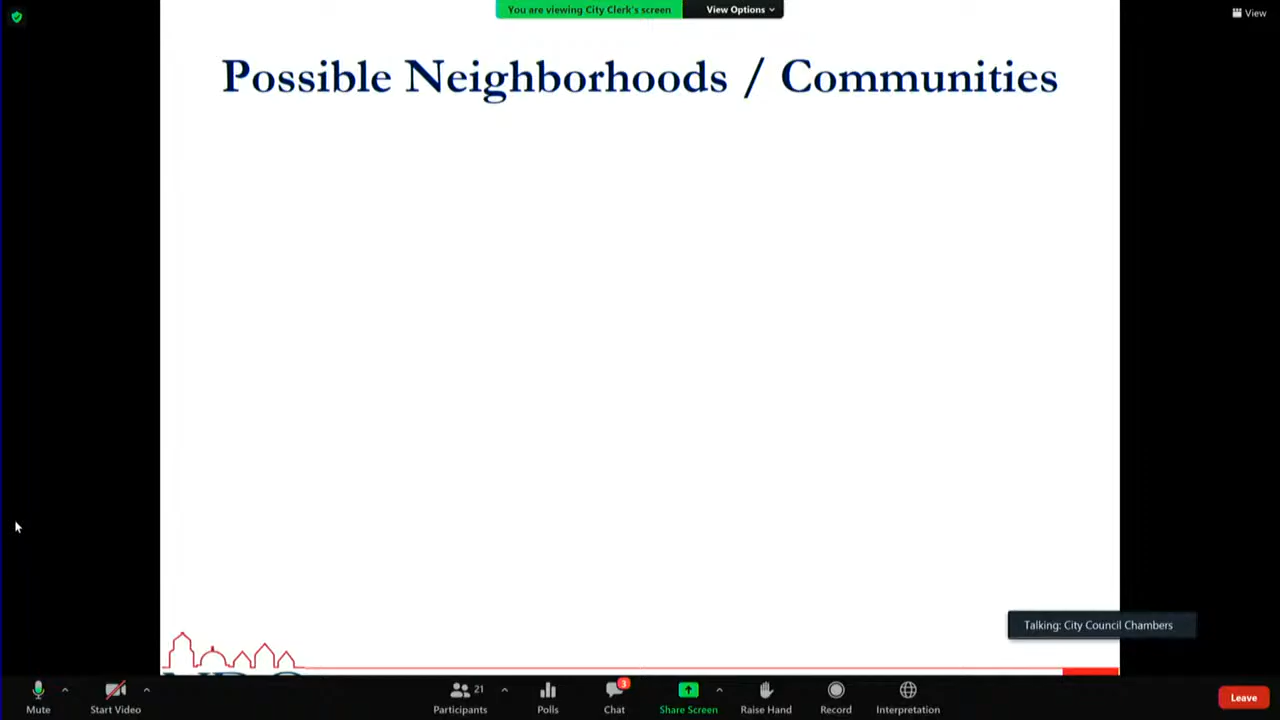 You are viewing City Clerk's screen
View Options
View
Possible Neighborhoods / Communities
Talking: City Council Chambers
Mute
Start Video
21
Participants
Polls
3
Chat
Share Screen
Raise Hand
Record
Interpretation
Leave